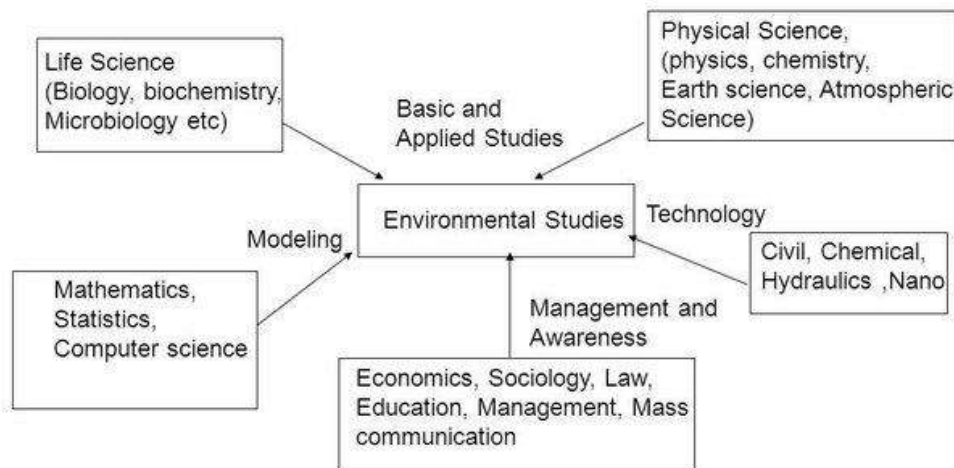 Life Science
(Biology, biochemistry,
Microbiology etc)
Basic and
Applied Studies
Physical Science,
(physics, chemistry,
Earth science, Atmospheric
Science)
Environmental Studies
Technology
Modeling
Civil, Chemical,
Hydraulics ,Nano
Mathematics,
Statistics,
Computer science
Management and
Awareness
Economics, Sociology, Law,
Education, Management, Mass
communication